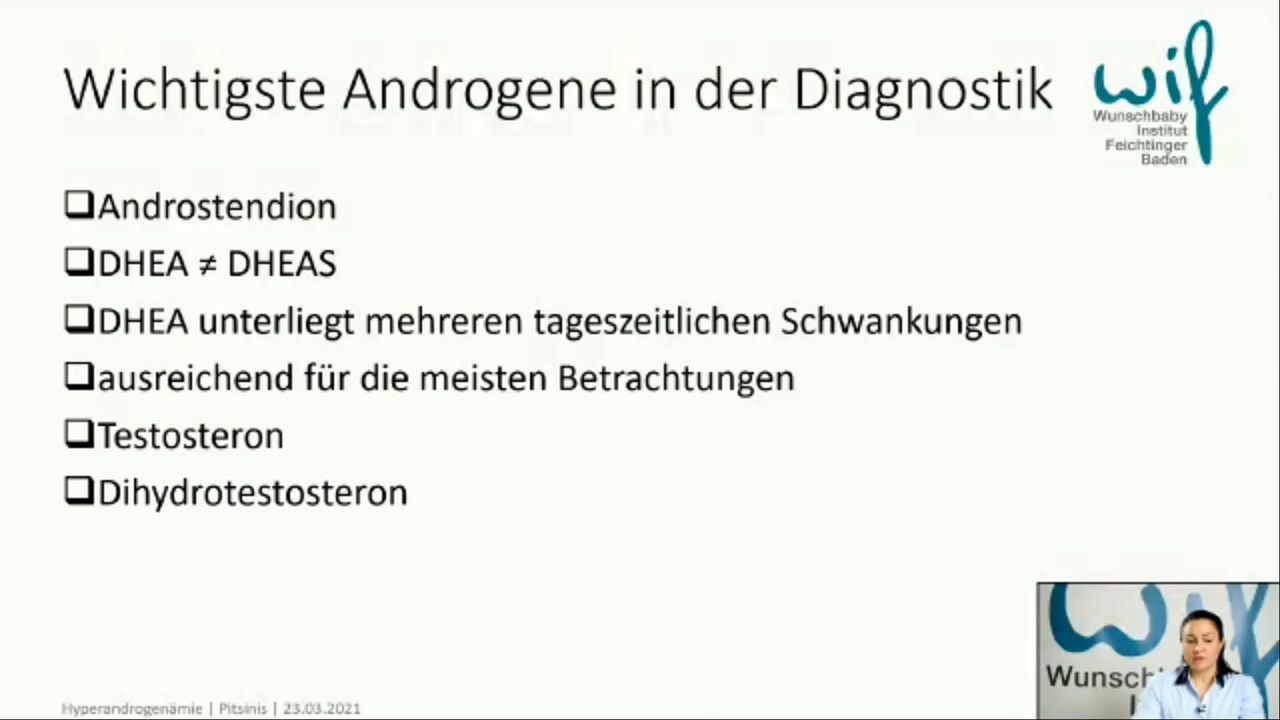 Wichtigste Androgene in der Diagnostik
wif
Wunschbaby
Institut
Feichtinger
Baden
Androstendion
DHEA ≠ DHEAS
DHEA unterliegt mehreren tageszeitlichen Schwankungen
ausreichend für die meisten Betrachtungen
Testosteron
Dihydrotestosteron
Hyperandrogenämie | Pitsinis | 23.03.2021